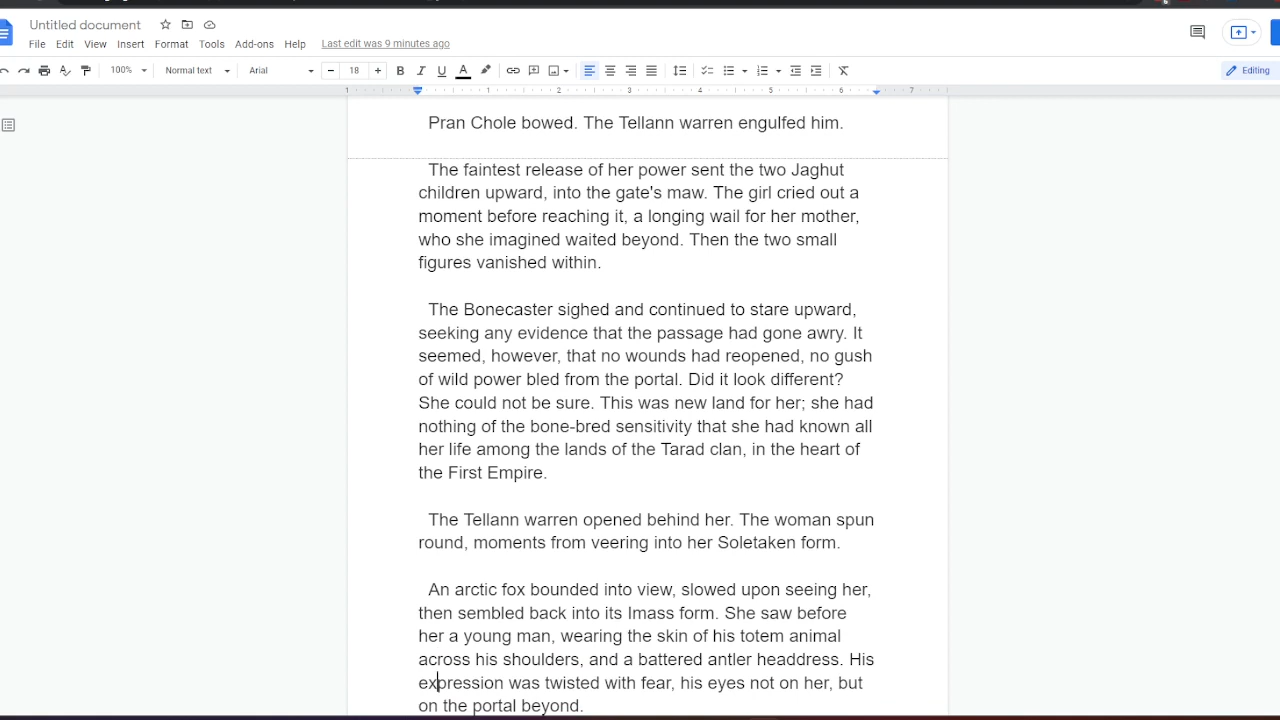 Untitled document
File Edit View Insert Format Tools Add-ons Help Last edit was 9 minutes ago
100% Normal text Arial 18 B I U A Editing
1 1 2 3 4 5 6 7
Pran Chole bowed. The Tellann warren engulfed him.
The faintest release of her power sent the two Jaghut
children upward, into the gate's maw. The girl cried out a
moment before reaching it, a longing wail for her mother,
who she imagined waited beyond. Then the two small
figures vanished within.
The Bonecaster sighed and continued to stare upward,
seeking any evidence that the passage had gone awry. It
seemed, however, that no wounds had reopened, no gush
of wild power bled from the portal. Did it look different?
She could not be sure. This was new land for her; she had
nothing of the bone-bred sensitivity that she had known all
her life among the lands of the Tarad clan, in the heart of
the First Empire.
The Tellann warren opened behind her. The woman spun
round, moments from veering into her Soletaken form.
An arctic fox bounded into view, slowed upon seeing her,
then sembled back into its Imass form. She saw before
her a young man, wearing the skin of his totem animal
across his shoulders, and a battered antler headdress. His
expression was twisted with fear, his eyes not on her, but
on the portal beyond.